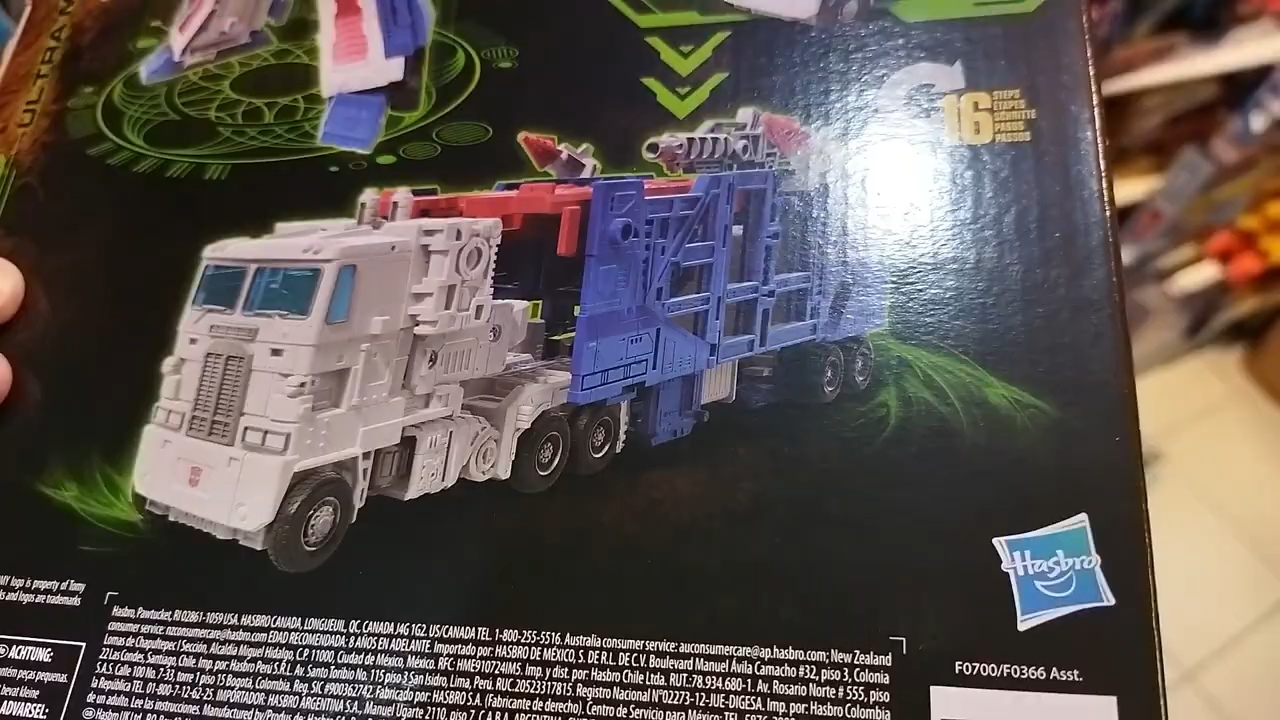 ULTRA
16
STEPS
ÉTAPES
SCHRITTE
PASOS
PASSOS
Hasbro
MY logo is property of Tomy
ks and logos are trademarks
Hasbro, Pawtucket, RI 02861-1059 USA. HASBRO CANADA, LONGUEUIL, QC, CANADA J4G 1G2. US/CANADA TEL. 1-800-255-5516. Australia consumer service: auconsumercare@ap.hasbro.com; New Zealand
consumer service: nzconsumercare@hasbro.com EDAD RECOMENDADA: 8 AÑOS EN ADELANTE. Importado por: HASBRO DE MÉXICO, S. DE R.L. DE C.V. Boulevard Manuel Ávila Camacho #32, piso 3, Colonia
Lomas de Chapultepec I Sección, Alcaldía Miguel Hidalgo, C.P. 11000, Ciudad de México, México. RFC: HME910724IMS. Imp. y dist. por: Hasbro Chile Ltda. RUT.: 78.934.680-1. Av. Rosario Norte # 555, piso
22 Las Condes, Santiago, Chile. Imp. por: Hasbro Perú S.R.L. Av. Santo Toribio No. 115 piso 3 San Isidro, Lima, Perú. RUC.20523317815. Registro Nacional N°02273-12-JUE-DIGESA. Imp. por: Hasbro Colombia
S.A.S. Calle 100 No. 7-33, torre 1 piso 15 Bogotá, Colombia. Reg. SIC #900362742. Fabricado por: HASBRO S.A. (Fabricante de derecho). Centro de Servicio para México: TEL.
la República TEL. 01-800-7-12-62-25. IMPORTADOR: HASBRO ARGENTINA S.A., Manuel Ugarte 2110, piso 7, C.A.B.A. ARGENTINA.
de un adulto. Lee las instrucciones. Manufactured by/Produc de: Hasbro SA,
Hasbro UK Ltd.,
ACHTUNG:
ntém peças pequenas.
kleine
ADVARSEL:
F0700/F0366 Asst.